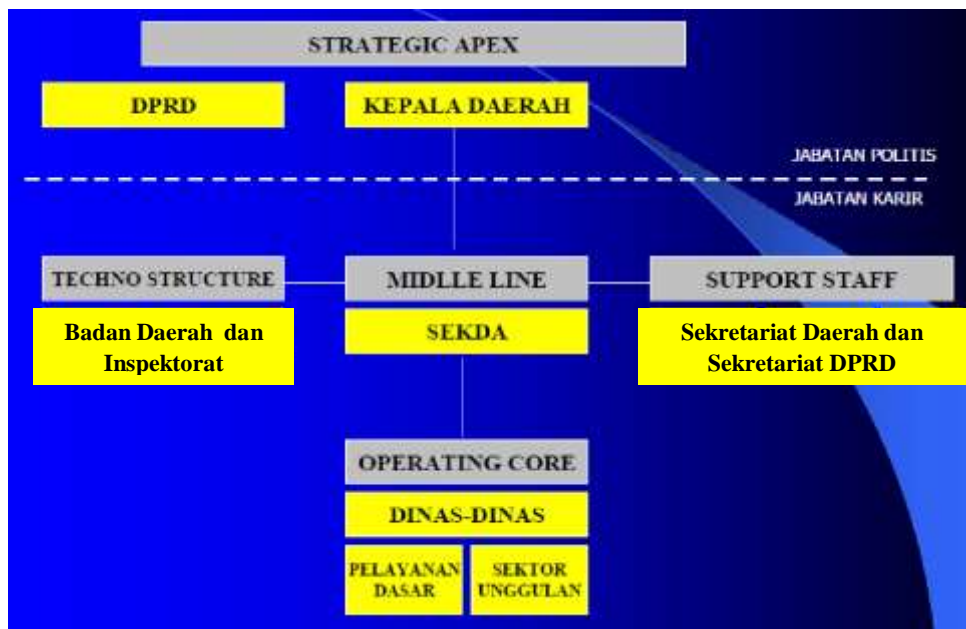 STRATEGIC APEX
DPRD
KEPALA DAERAH
JABATAN POLITIS
JABATAN KARIR
TECHNO STRUCTURE
MIDLLE LINE
SUPPORT STAFF
Badan Daerah dan
Inspektorat
SEKDA
Sekretariat Daerah dan
Sekretariat DPRD
OPERATING CORE
DINAS-DINAS
PELAYANAN
DASAR
SEKTOR
UNGGULAN